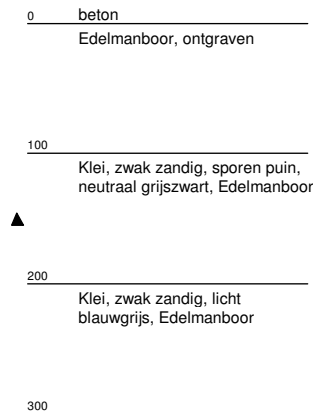 0 beton
Edelmanboor, ontgraven
100
Klei, zwak zandig, sporen puin,
neutraal grijszwart, Edelmanboor
200
Klei, zwak zandig, licht
blauwgrijs, Edelmanboor
300